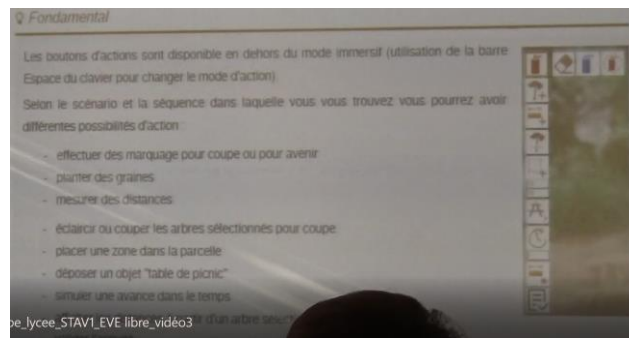 Fondamental
Les boutons d'actions sont disponible en dehors du mode immersif (utilisation de la barre
Espace du clavier pour changer le mode d'action).
Selon le scénario et la séquence dans laquelle vous vous trouvez vous pourrez avoir
différentes possibilités d'action :
- effectuer des marquage pour coupe ou pour avenir
- planter des graines
- mesurer des distances
- éclaircir ou couper les arbres sélectionnés pour coupe
- placer une zone dans la parcelle
- déposer un objet "table de picnic"
- simuler une avance dans le temps
d'un arbre
pe_lycee_STAV1_EVE libre_vidéo3